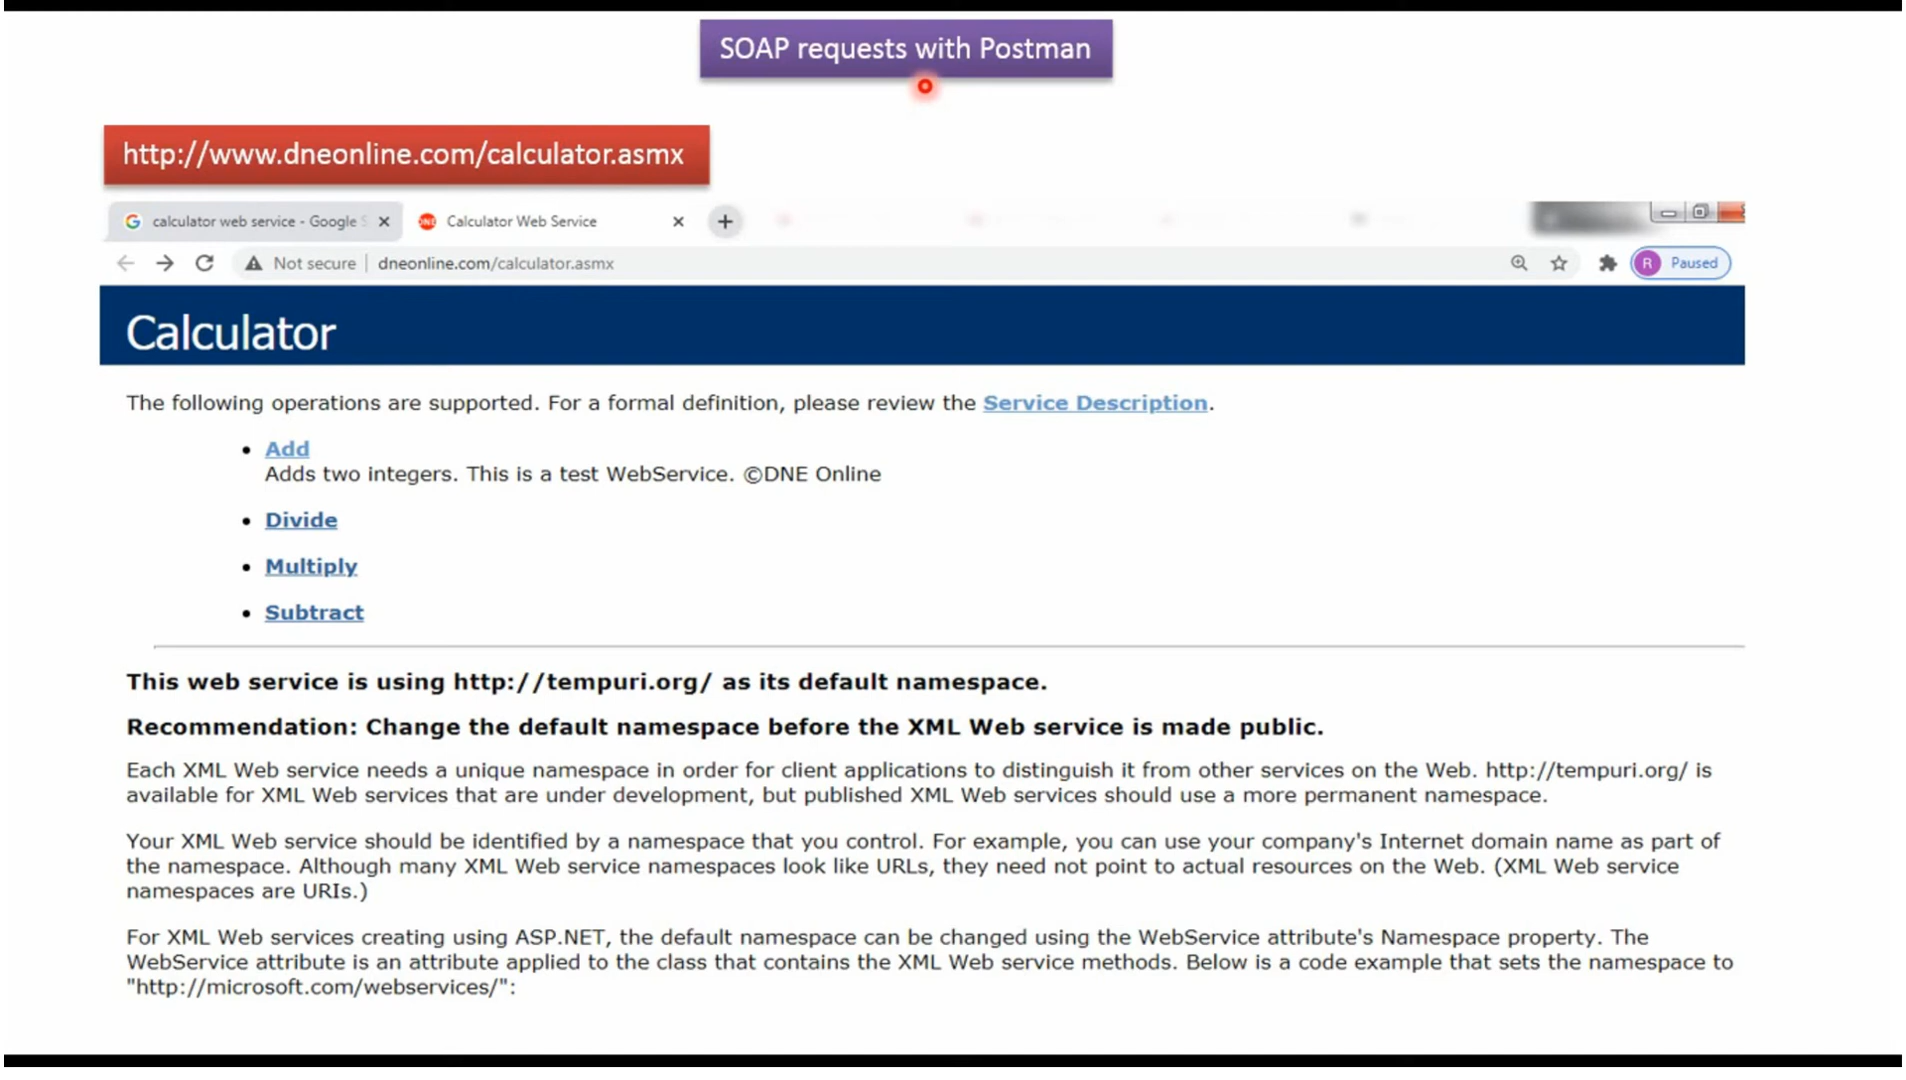 SOAP requests with Postman
http://www.dneonline.com/calculator.asmx
calculator web service - Google S
Calculator Web Service
Not secure | dneonline.com/calculator.asmx
R Paused
Calculator
The following operations are supported. For a formal definition, please review the Service Description.
• Add
Adds two integers. This is a test WebService. ©DNE Online
• Divide
• Multiply
• Subtract
This web service is using http://tempuri.org/ as its default namespace.
Recommendation: Change the default namespace before the XML Web service is made public.
Each XML Web service needs a unique namespace in order for client applications to distinguish it from other services on the Web. http://tempuri.org/ is
available for XML Web services that are under development, but published XML Web services should use a more permanent namespace.
Your XML Web service should be identified by a namespace that you control. For example, you can use your company's Internet domain name as part of
the namespace. Although many XML Web service namespaces look like URLs, they need not point to actual resources on the Web. (XML Web service
namespaces are URIs.)
For XML Web services creating using ASP.NET, the default namespace can be changed using the WebService attribute's Namespace property. The
WebService attribute is an attribute applied to the class that contains the XML Web service methods. Below is a code example that sets the namespace to
"http://microsoft.com/webservices/":